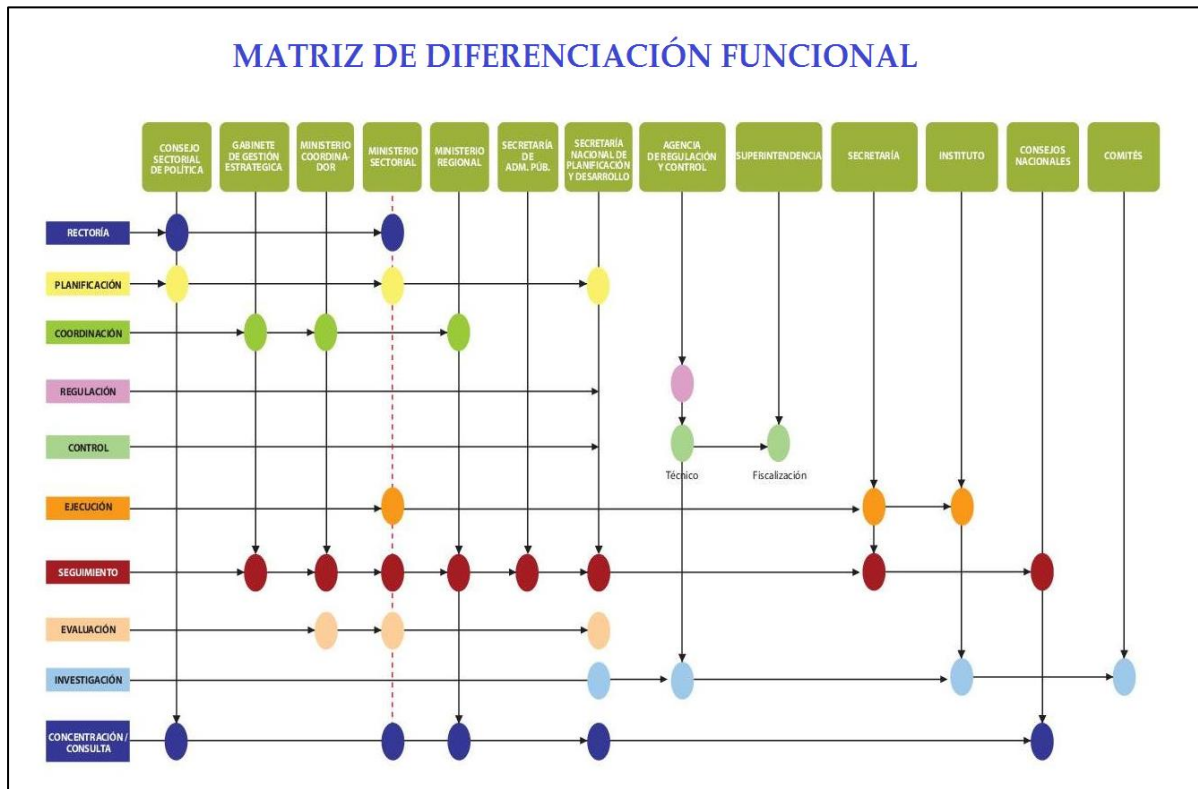 MATRIZ DE DIFERENCIACIÓN FUNCIONAL
CONSEJO
SECTORIAL
DE POLÍTICA
GABINETE
DE GESTIÓN
ESTRATEGICA
MINISTERIO
COORDINA-
DOR
MINISTERIO
SECTORIAL
MINISTERIO
REGIONAL
SECRETARÍA
DE
ADM. PÚB.
SECRETARÍA
NACIONAL DE
PLANIFICACIÓN
Y DESARROLLO
AGENCIA
DE REGULACIÓN
Y CONTROL
SUPERINTENDENCIA
SECRETARÍA
INSTITUTO
CONSEJOS
NACIONALES
COMITÉS
RECTORÍA
PLANIFICACIÓN
COORDINACIÓN
REGULACIÓN
CONTROL
Técnico
Fiscalización
EJECUCIÓN
SEGUIMIENTO
EVALUACIÓN
INVESTIGACIÓN
CONCENTRACIÓN /
CONSULTA